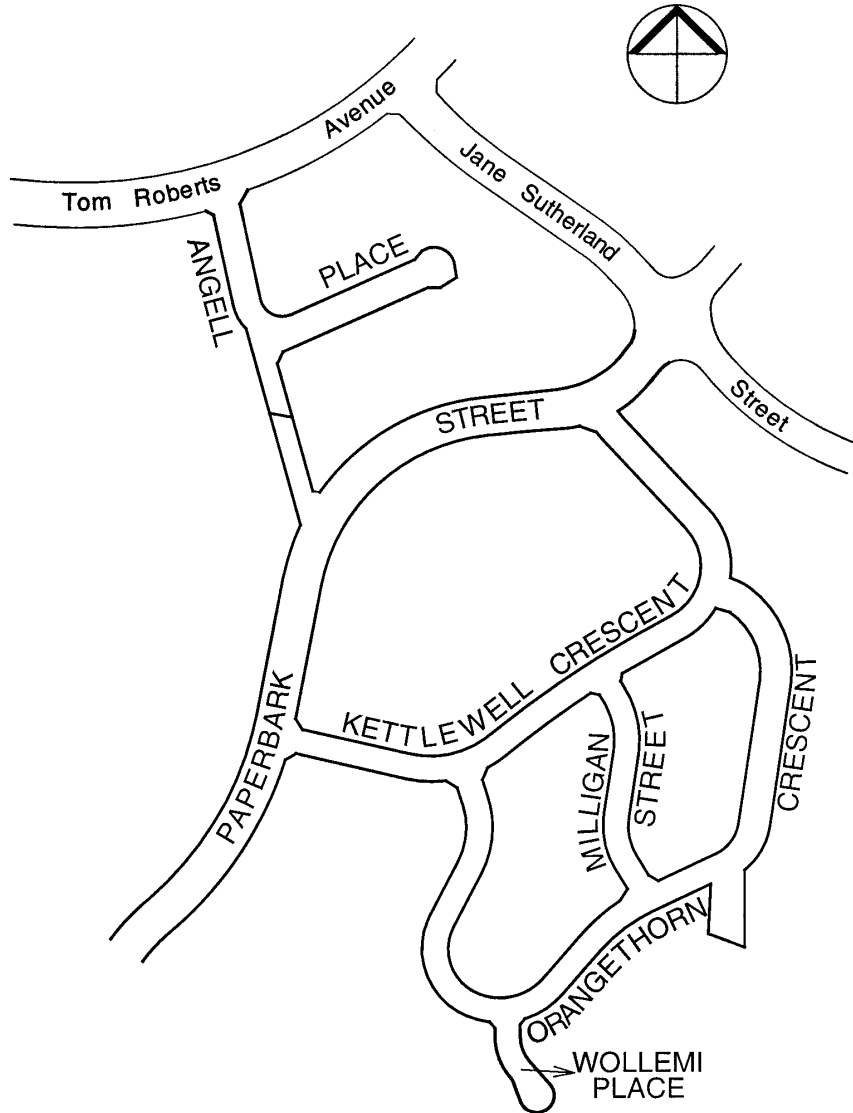 Tom Roberts Avenue
Jane Sutherland
Street
ANGELL PLACE
PAPERBARK STREET
KETTLEWELL CRESCENT
MILLIGAN STREET
ORANGETHORN CRESCENT
WOLLEMI
PLACE